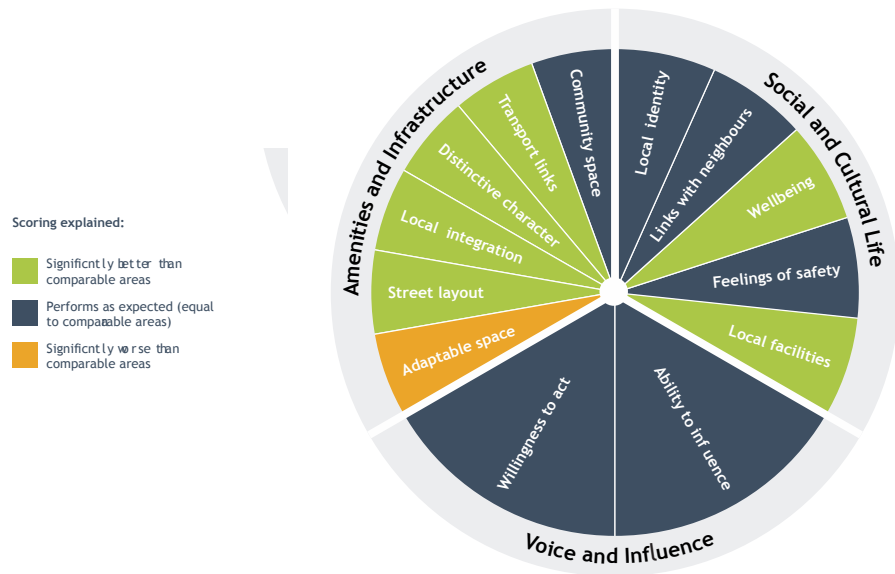 Amenities and Infrastructure
Social and Cultural Life
Voice and Influence
Scoring explained:
Significntly better than
comparable areas
Performs as expected (equal
to comparable areas)
Significntly worse than
comparable areas
Community space
Transport links
Distinctive character
Local integration
Street layout
Adaptable space
Local identity
Links with neighbours
Wellbeing
Feelings of safety
Local facilities
Willingness to act
Ability to inf uence